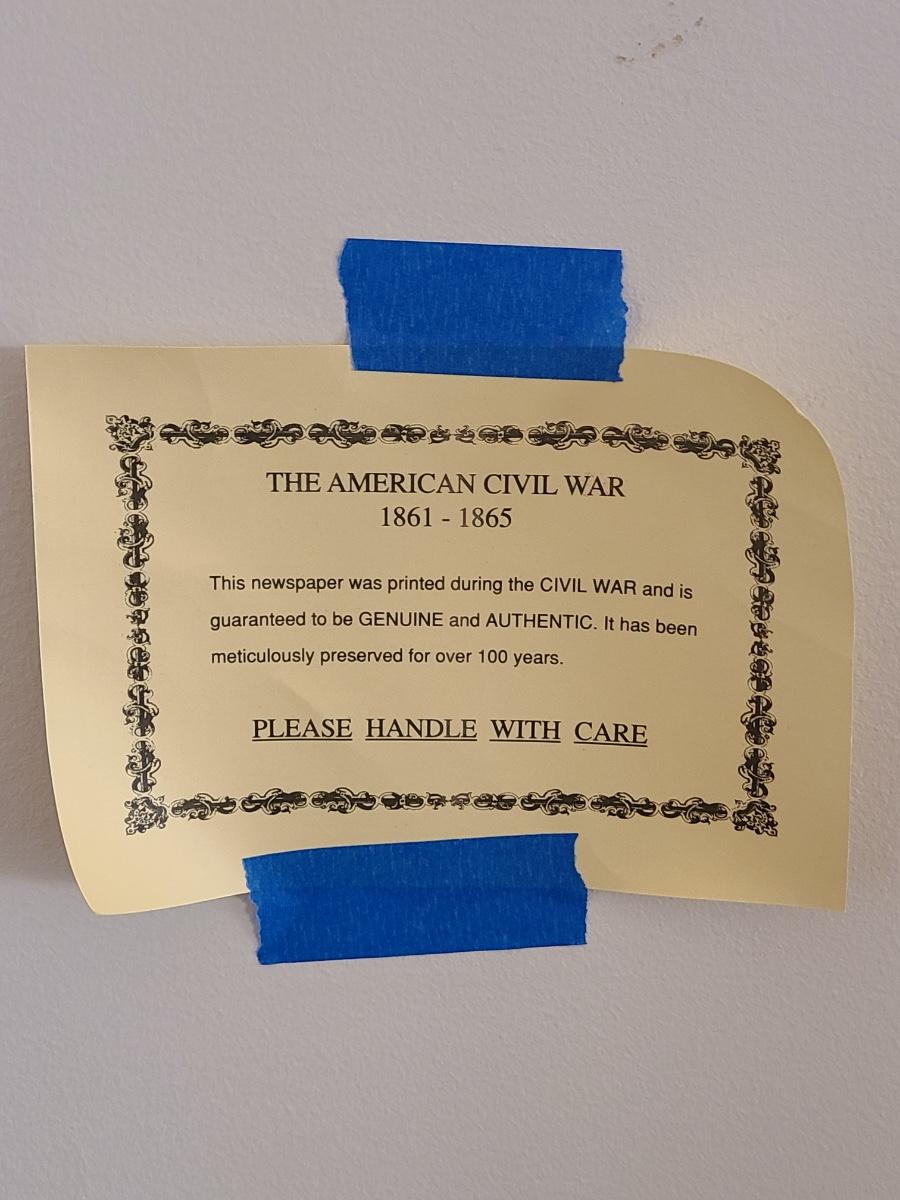 THE AMERICAN CIVIL WAR
1861 - 1865
This newspaper was printed during the CIVIL WAR and is
guaranteed to be GENUINE and AUTHENTIC. It has been
meticulously preserved for over 100 years.
PLEASE HANDLE WITH CARE